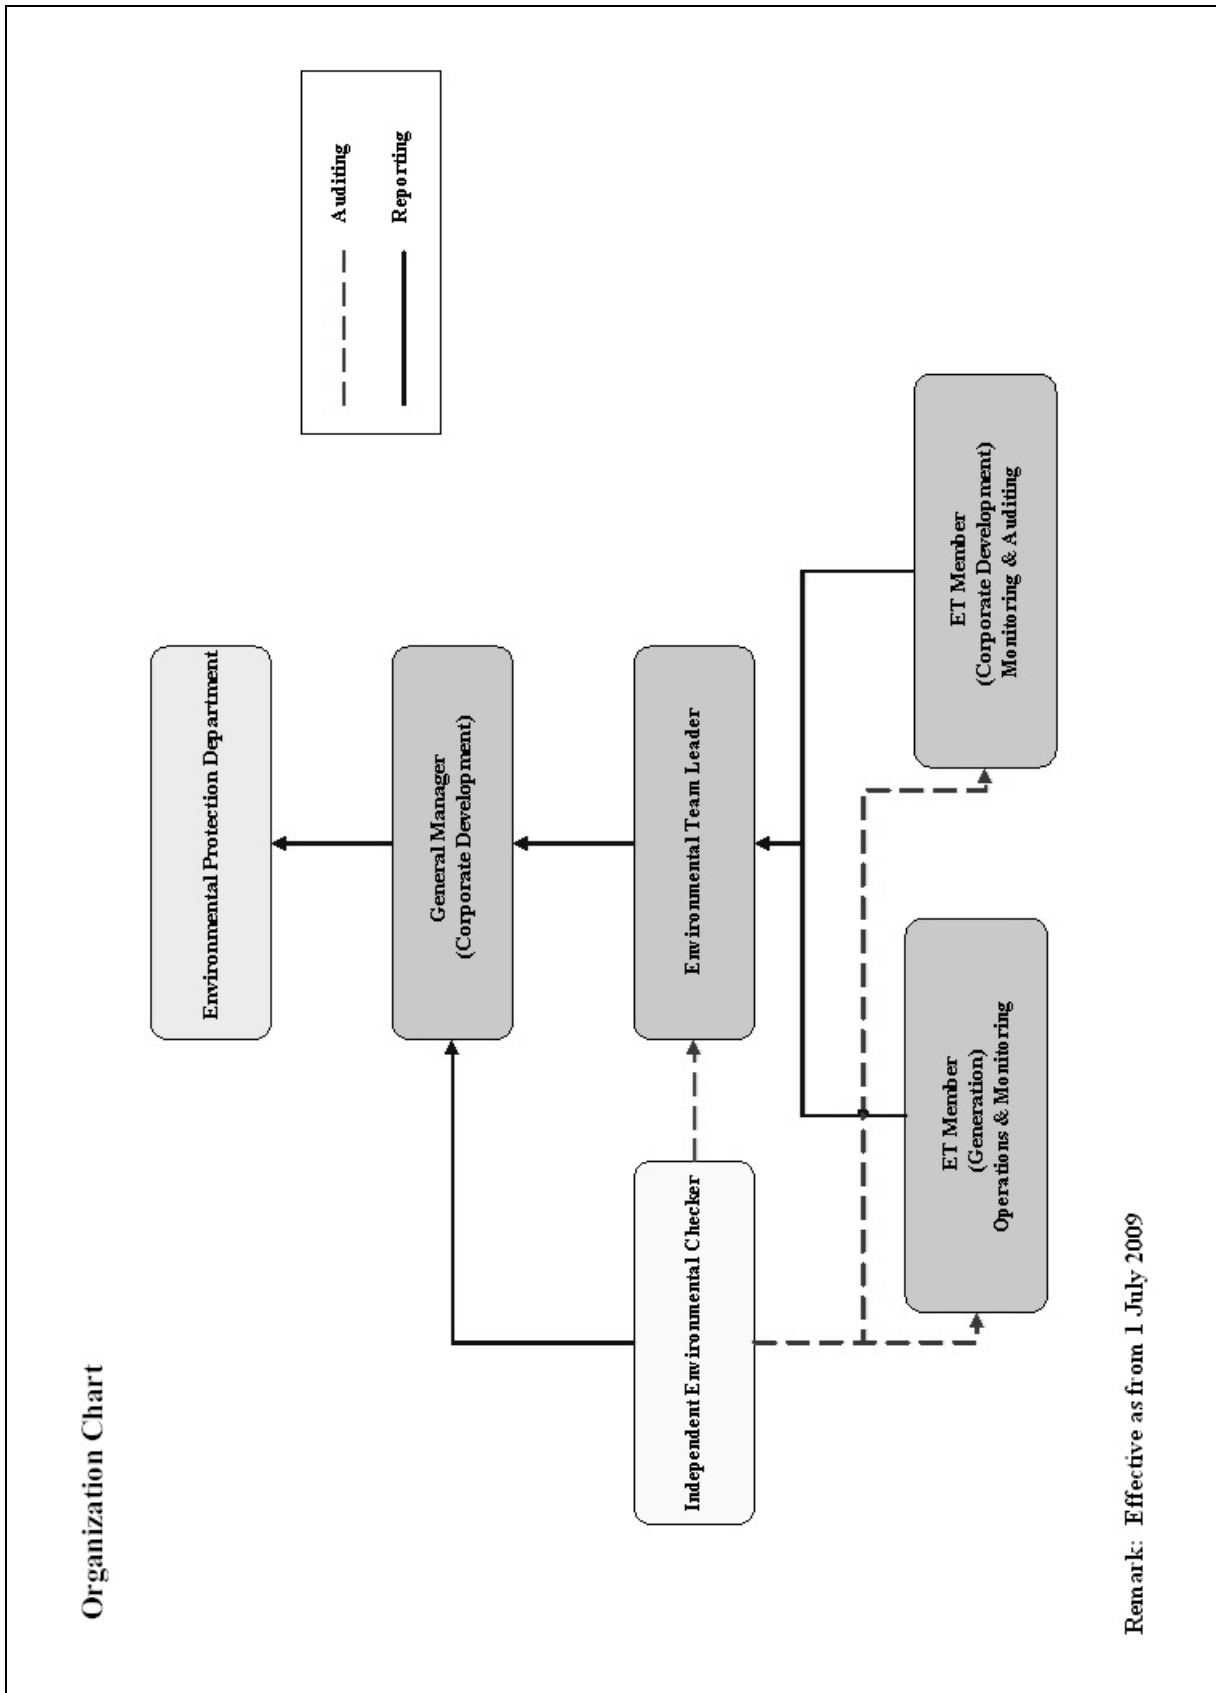 Organization Chart
Auditing
Reporting
Environmental Protection Department
General Manager
(Corporate Development)
Independent Environmental Checker
Environmental Team Leader
ET Member
(Generation)
Operations & Monitoring
ET Member
(Corporate Development)
Monitoring & Auditing
Remark: Effective as from 1 July 2009